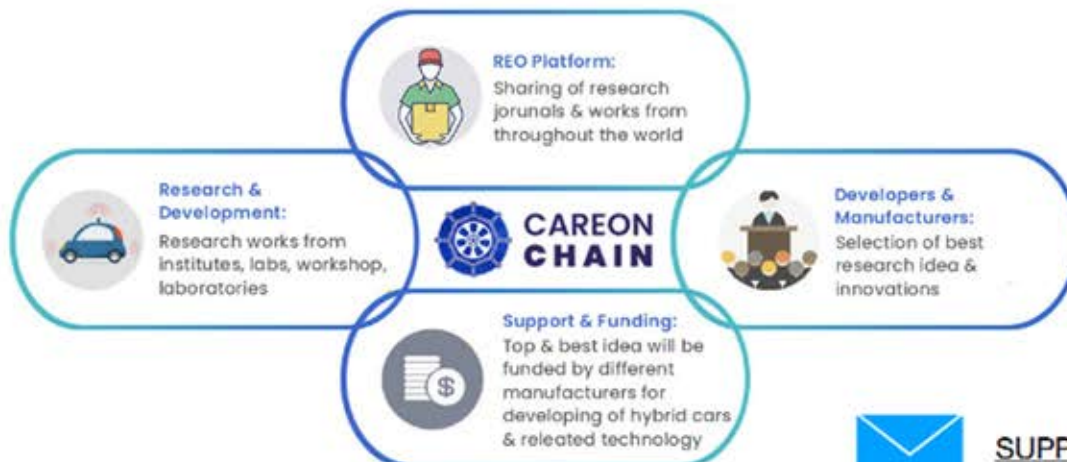 REO Platform:
Sharing of research
jorunals & works from
throughout the world
Research &
Development:
Research works from
institutes, labs, workshop,
laboratories
CAREON
CHAIN
Developers &
Manufacturers:
Selection of best
research idea &
innovations
Support & Funding:
Top & best idea will be
funded by different
manufacturers for
developing of hybrid cars
& releated technology
$
SUPP